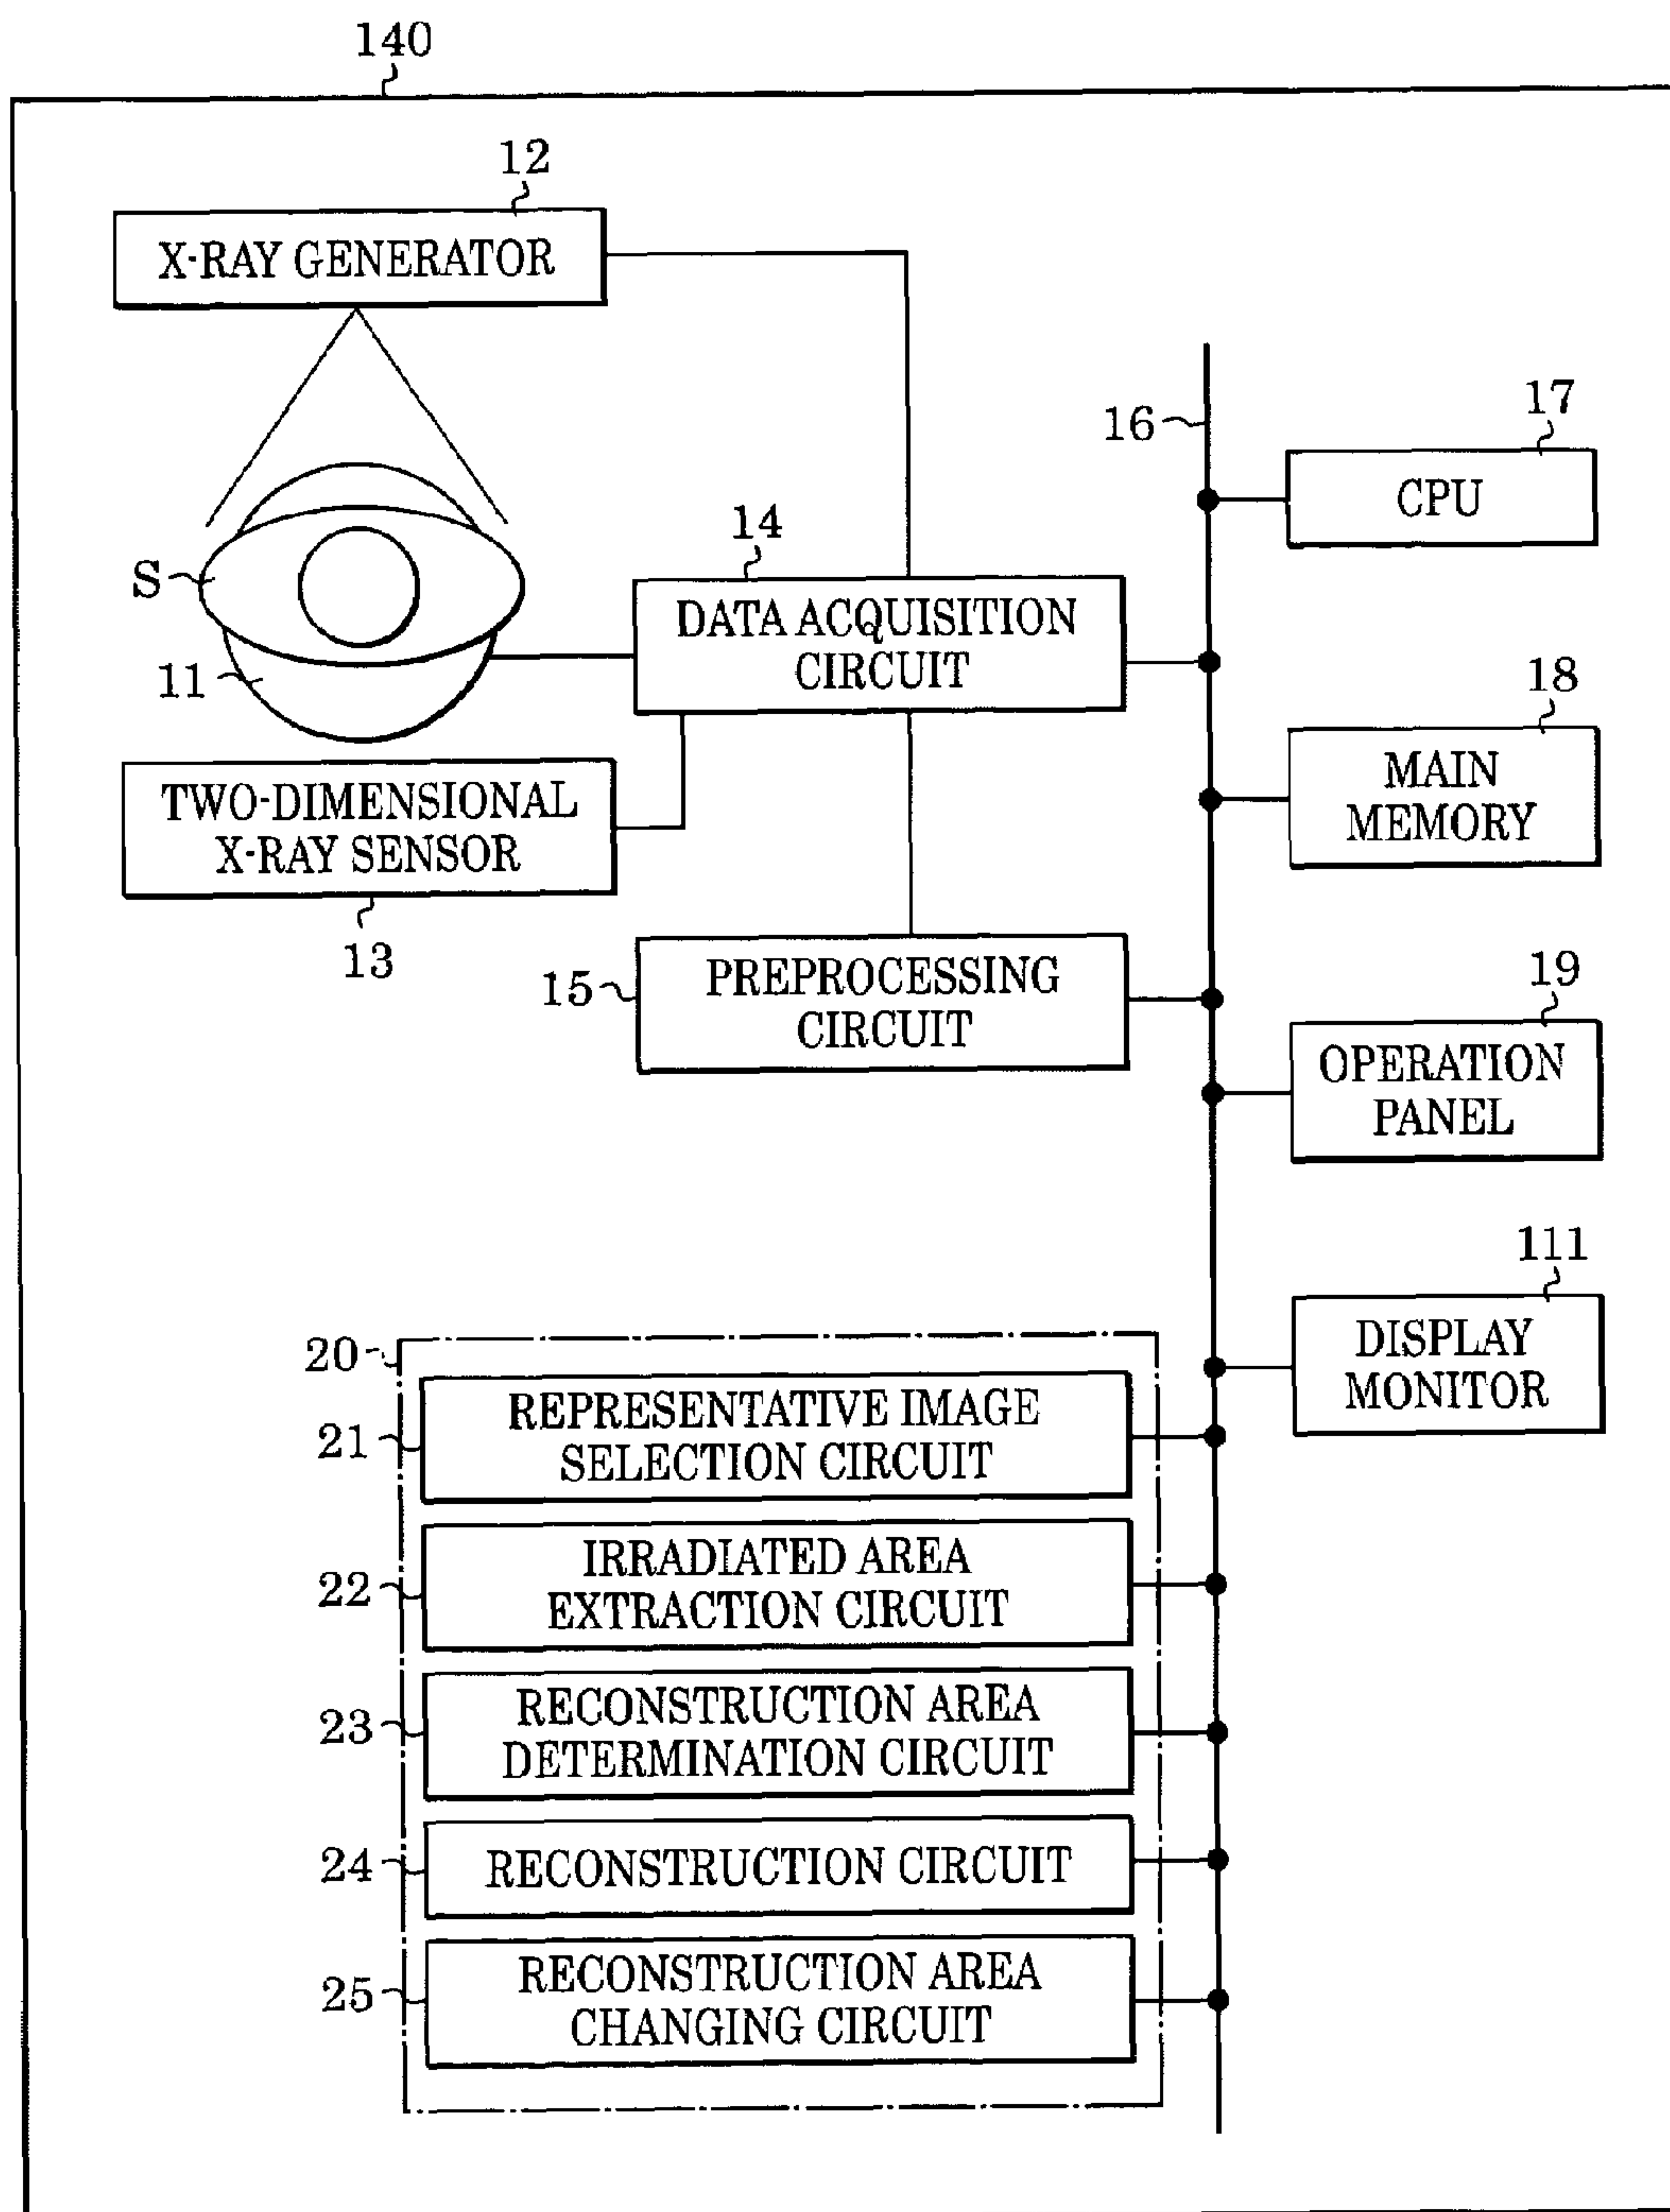 140
12
X-RAY GENERATOR
16
17
CPU
14
S
DATA ACQUISITION
CIRCUIT
11
18
MAIN
MEMORY
TWO-DIMENSIONAL
X-RAY SENSOR
13
15
PREPROCESSING
CIRCUIT
19
OPERATION
PANEL
111
DISPLAY
MONITOR
20
21
REPRESENTATIVE IMAGE
SELECTION CIRCUIT
22
IRRADIATED AREA
EXTRACTION CIRCUIT
23
RECONSTRUCTION AREA
DETERMINATION CIRCUIT
24
RECONSTRUCTION CIRCUIT
25
RECONSTRUCTION AREA
CHANGING CIRCUIT